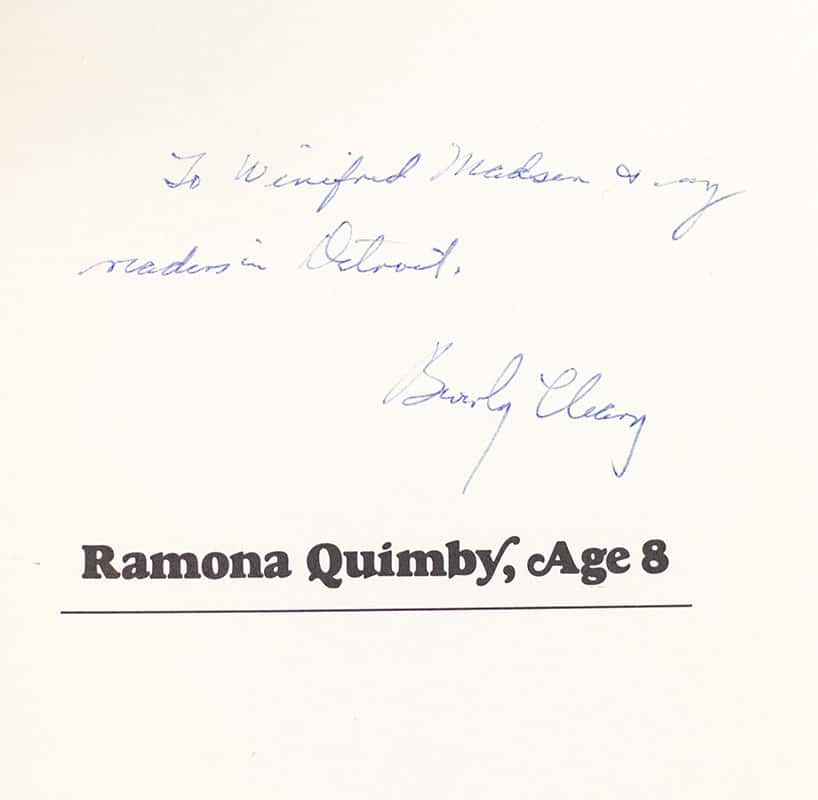 To Winifred Madsen & my
readers in Detroit.
Beverly Cleary
Ramona Quimby, Age 8